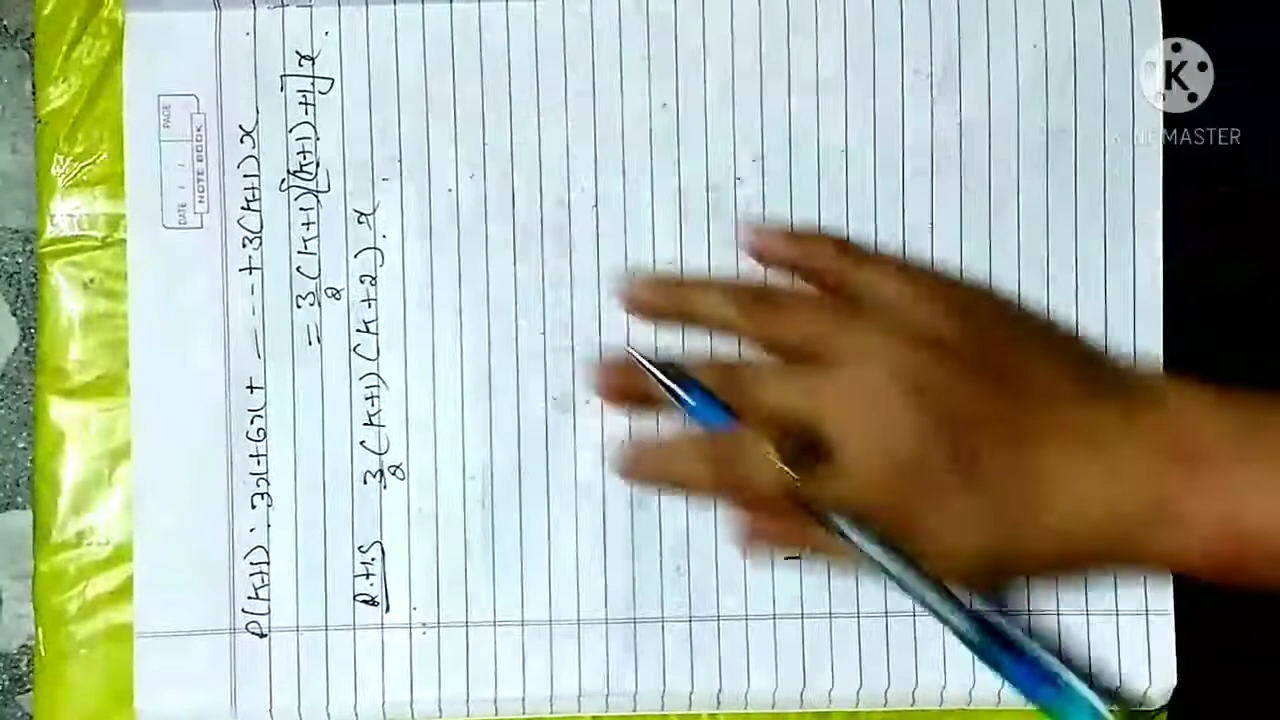 DATE / / PAGE
NOTE BOOK
P(k+1) : 3x+6x+ ---+3(k+1)x
= 3/2 (k+1)[(k+1)+1]x.
R.H.S 3/2 (k+1)(k+2).x
K
MASTER